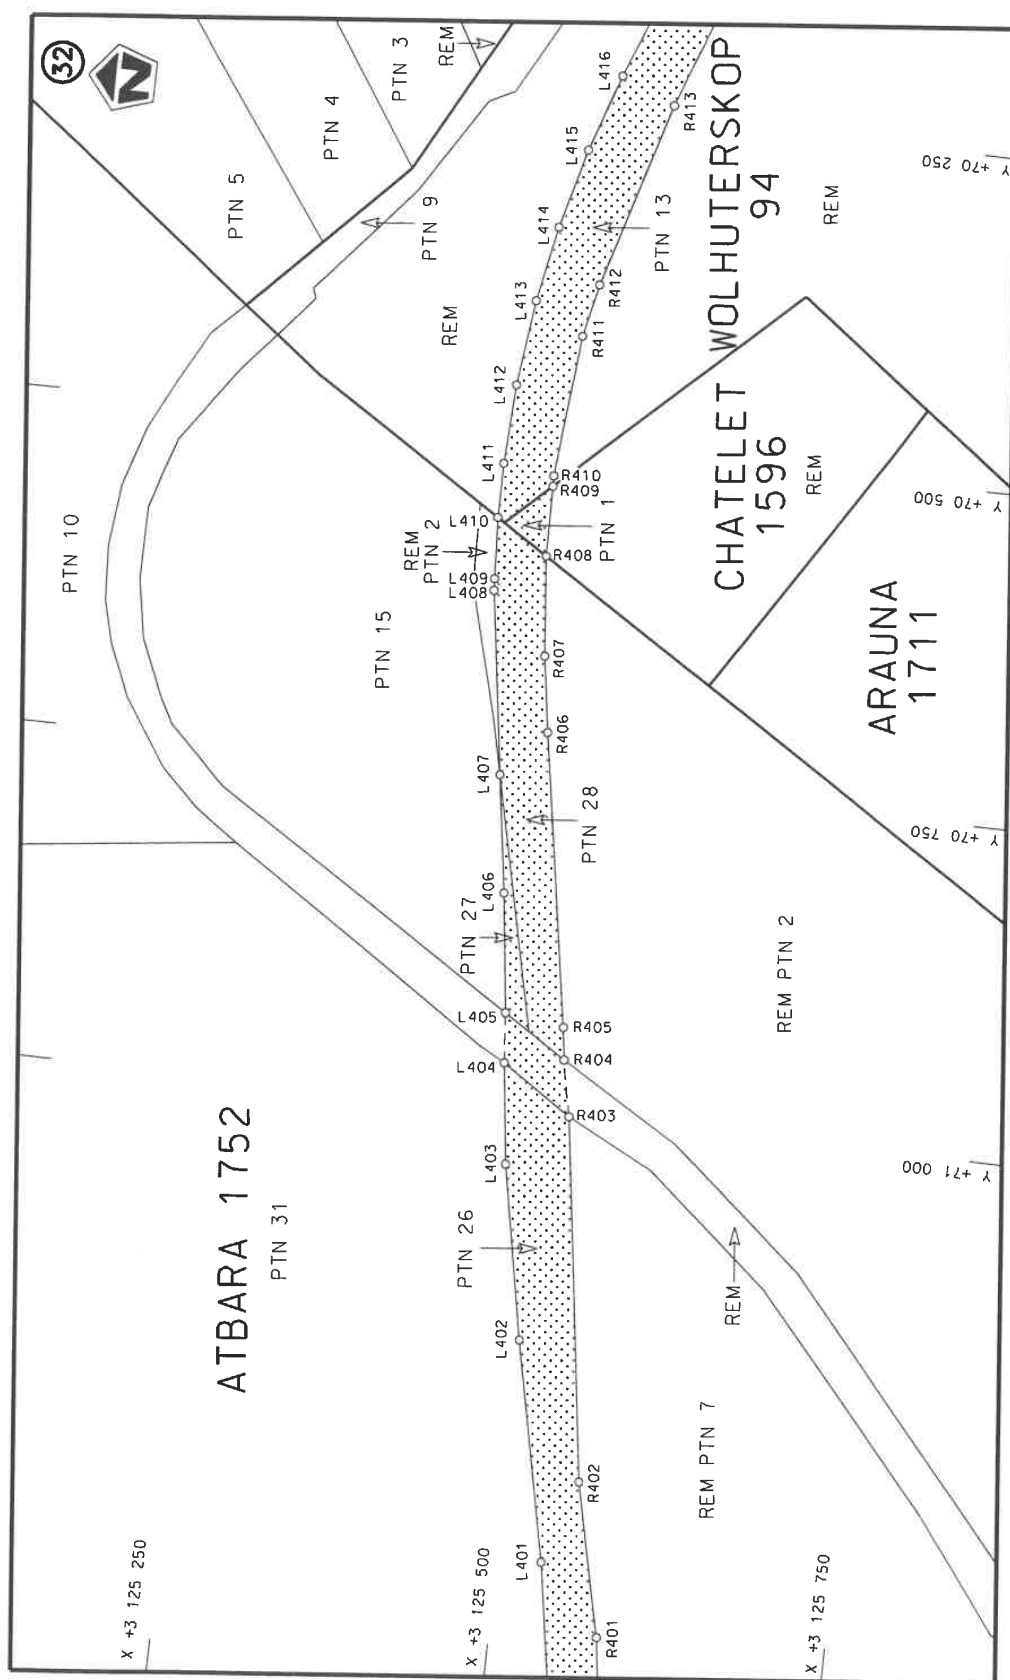 32
N
PTN 3
REM
PTN 4
PTN 5
PTN 9
REM
PTN 10
PTN 15
REM
PTN 2
L416
L415
L414
L413
L412
L411
L410
L409
L408
L407
L406
L405
L404
L403
L402
L401
R413
R412
R411
R410
R409
R408
R407
R406
R405
R404
R403
R402
R401
PTN 13
PTN 1
PTN 28
PTN 27
PTN 26
WOLHUTERSKOP
94
REM
CHATELET
1596
REM
ARAUNA
1711
REM PTN 2
ATBARA 1752
PTN 31
REM
REM PTN 7
Y +70 250
Y +70 500
Y +70 750
Y +71 000
X +3 125 250
X +3 125 500
X +3 125 750